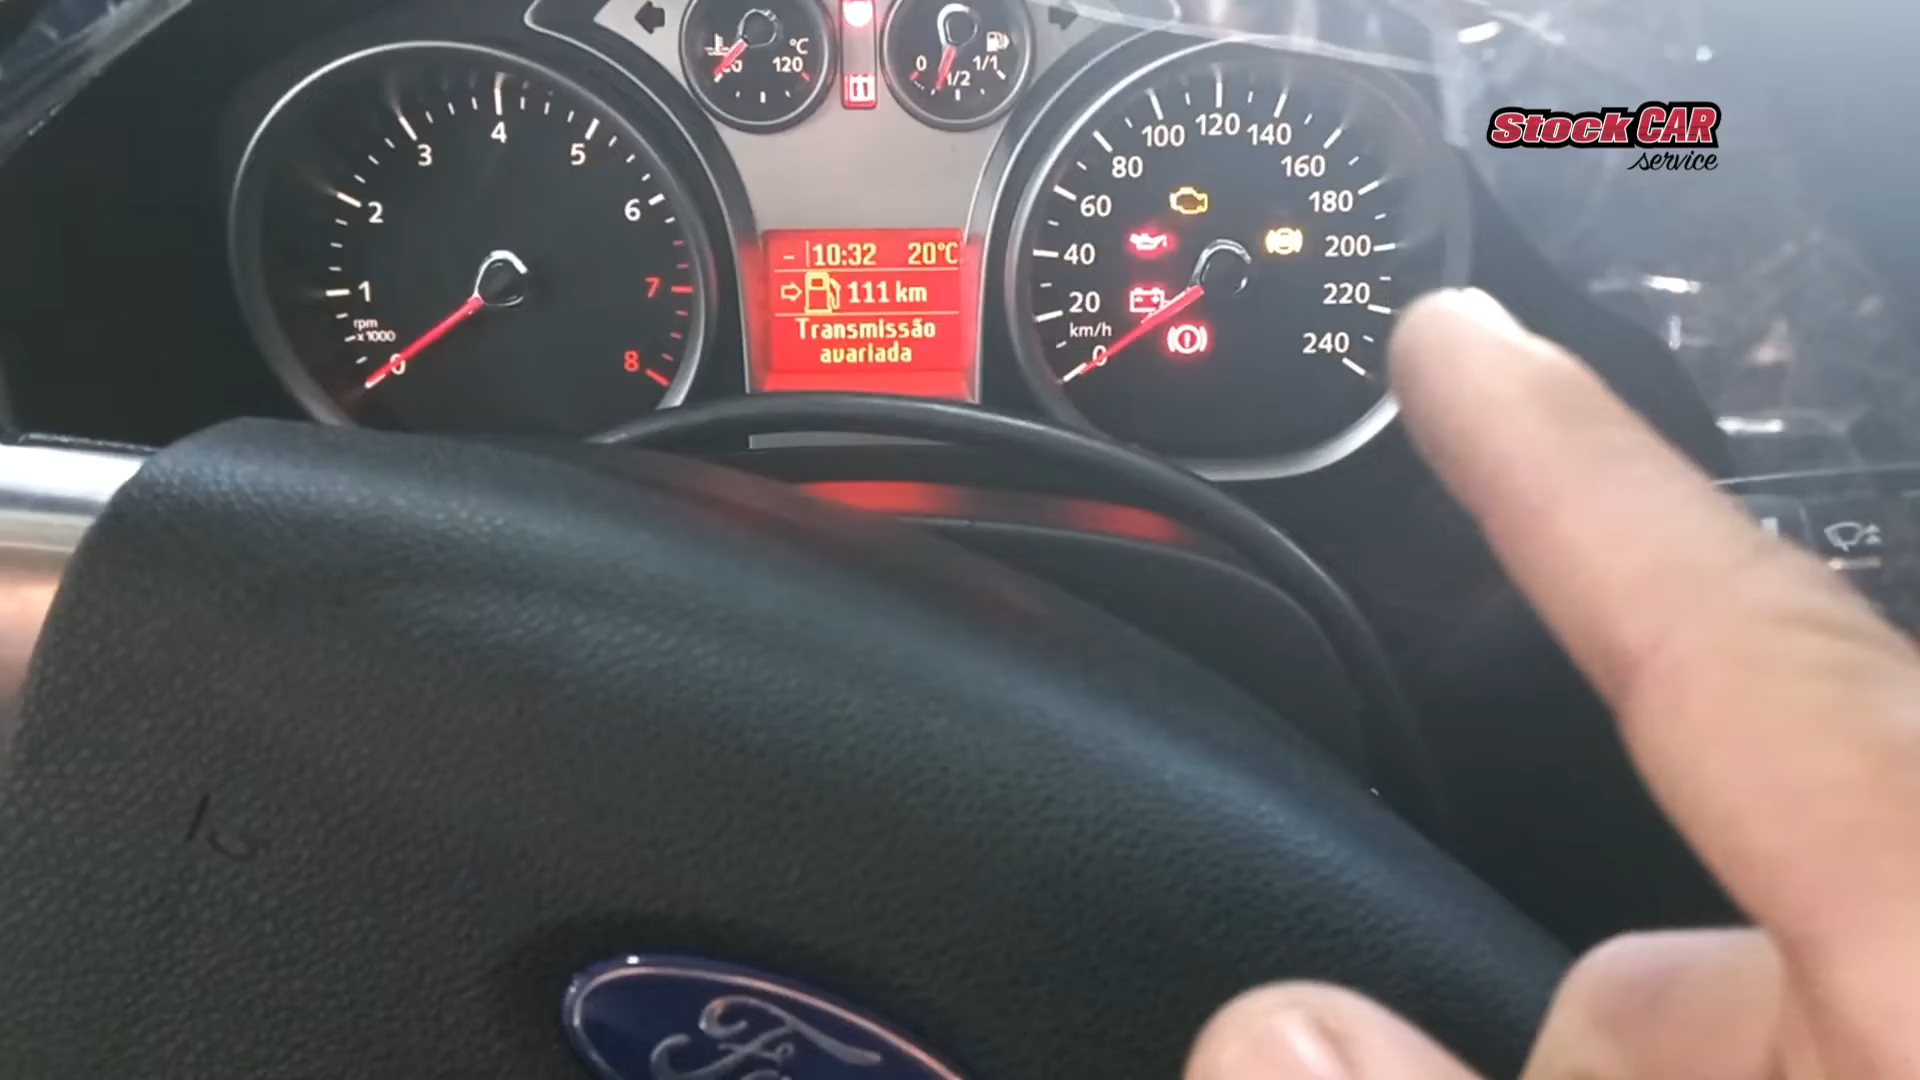 °C
120
0
1/2
1/1
Stock CAR
service
1
2
3
4
5
6
7
8
0
rpm
x1000
- 10:32 20°C
111 km
Transmissão
avariada
0
20
40
60
80
100
120
140
160
180
200
220
240
km/h